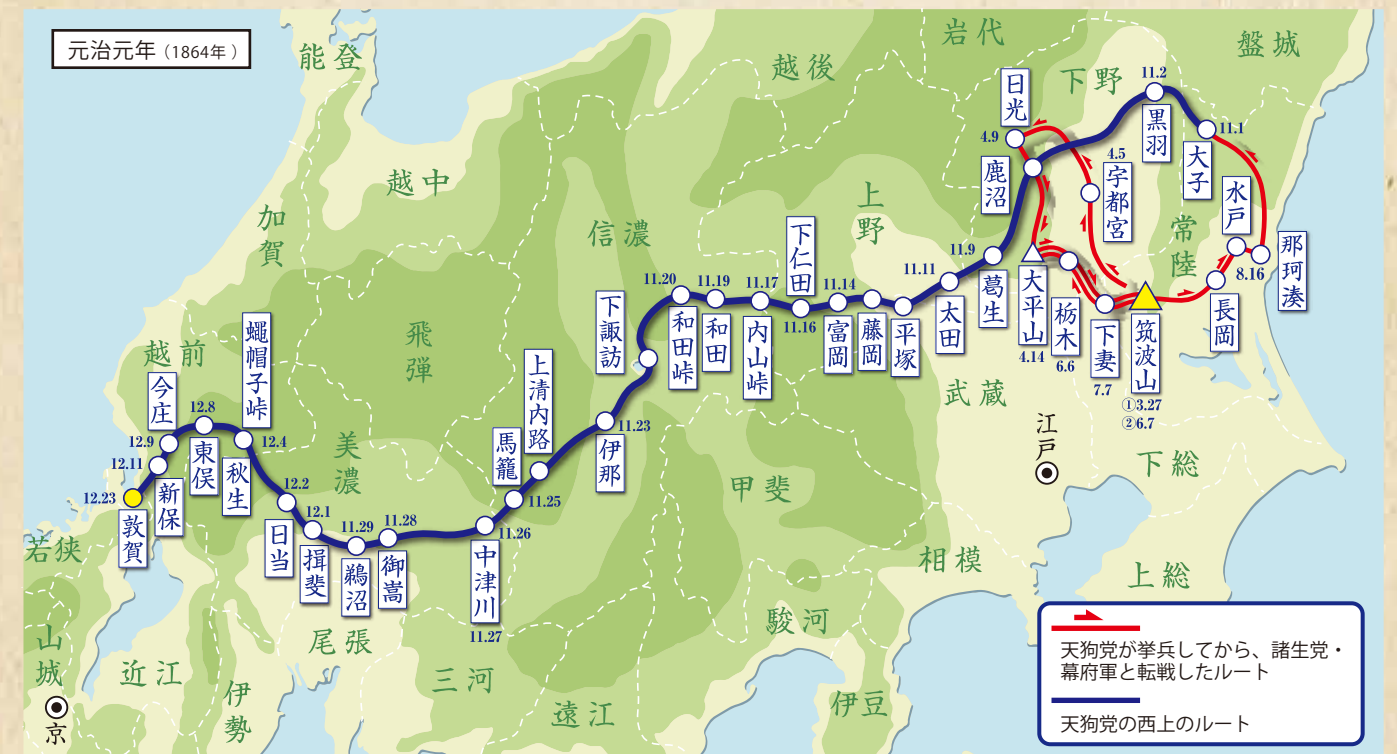 元治元年（1864年）
能登
越後
岩代
盤城
下野
越中
加賀
信濃
上野
常陸
飛弾
越前
美濃
武蔵
甲斐
下総
上総
相模
駿河
伊豆
遠江
三河
尾張
伊勢
近江
山城
若狭
京
江戸
筑波山
①3.27
②6.7
下妻
7.7
栃木
6.6
大平山
4.14
宇都宮
4.5
日光
4.9
鹿沼
長岡
水戸
那珂湊
8.16
大子
11.1
黒羽
11.2
葛生
11.9
太田
11.11
平塚
藤岡
富岡
11.14
下仁田
11.16
内山峠
11.17
和田
11.19
和田峠
11.20
下諏訪
伊那
11.23
上清内路
11.25
馬籠
11.26
中津川
11.27
御嵩
11.28
鵜沼
11.29
揖斐
12.1
日当
12.2
蠅帽子峠
秋生
12.4
東俣
12.8
今庄
12.9
新保
12.11
敦賀
12.23
天狗党が挙兵してから、諸生党・
幕府軍と転戦したルート
天狗党の西上のルート